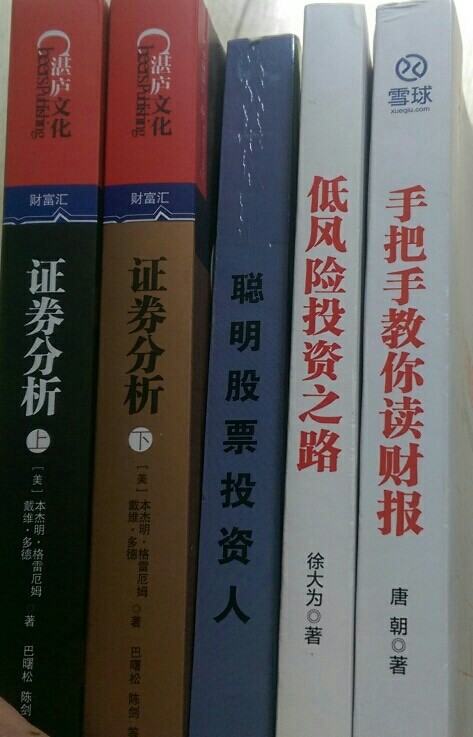 湛庐文化
Cheers Publishing
财富汇
证券分析
上
［美］
本杰明·格雷厄姆
戴维·多德
著
巴曙松 陈剑
湛庐文化
Cheers Publishing
财富汇
证券分析
下
［美］
本杰明·格雷厄姆
戴维·多德
◎著
巴曙松 陈剑 等
聪明股票投资人
低风险投资之路
徐大为◎著
雪球
xueqiu.com
手把手教你读财报
唐朝◎著